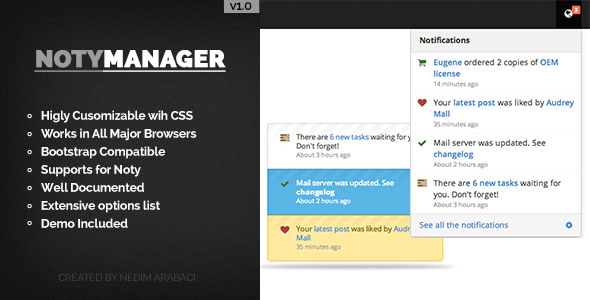 V1.0
NOTYMANAGER
Higly Cusomizable wih CSS
Works in All Major Browsers
Bootstrap Compatible
Supports for Noty
Well Documented
Extensive options list
Demo Included
CREATED BY NEDIM ARABACI
3
Notifications
Eugene ordered 2 copies of OEM
license
14 minutes ago
Your latest post was liked by Audrey
Mall
35 minutes ago
Mail server was updated. See
changelog
About 2 hours ago
There are 6 new tasks waiting for
you. Don't forget!
About 3 hours ago
See all the notifications
There are 6 new tasks waiting for yo
Don't forget!
About 3 hours ago
Mail server was updated. See
changelog
About 2 hours ago
Your latest post was liked by Audrey
Mall
35 minutes ago